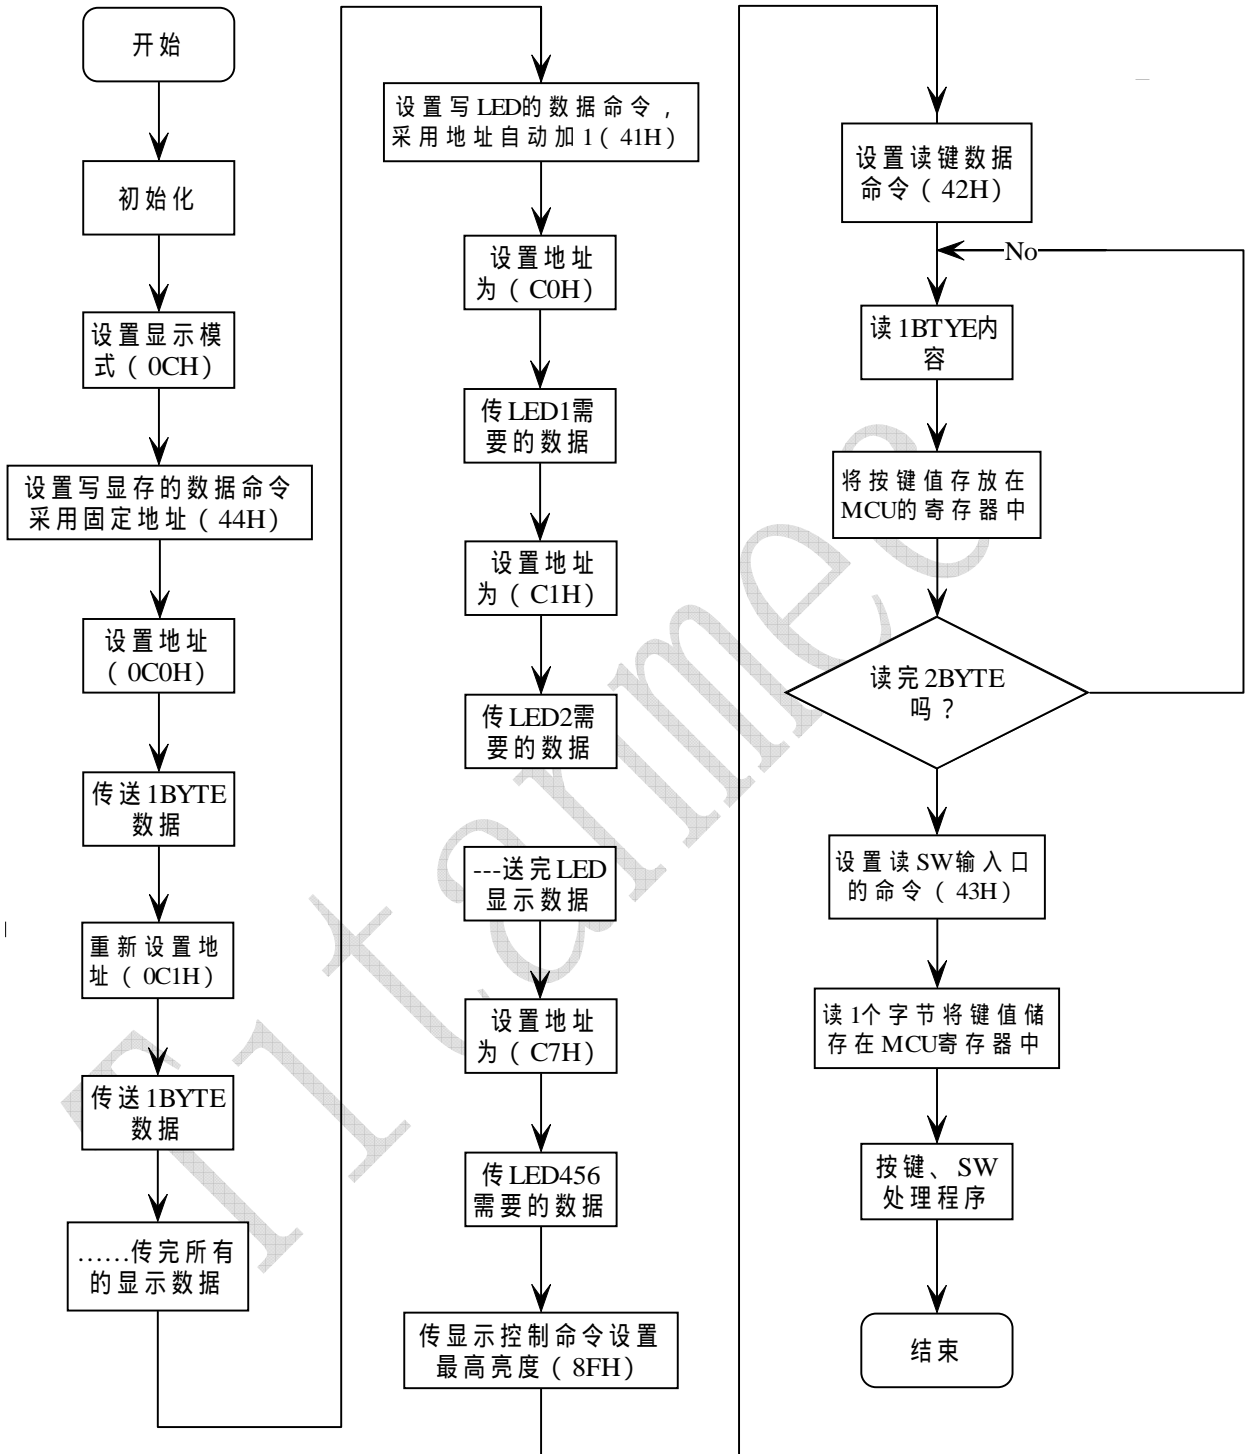 开始
初始化
设置显示模
式（0CH）
设置写显存的数据命令
采用固定地址（44H）
设置地址
（0C0H）
传送1BYTE
数据
重新设置地
址（0C1H）
传送1BYTE
数据
……传完所有
的显示数据
设置写LED的数据命令，
采用地址自动加1（41H）
设置地址
为（C0H）
传LED1需
要的数据
设置地址
为（C1H）
传LED2需
要的数据
---送完LED
显示数据
设置地址
为（C7H）
传LED456
需要的数据
传显示控制命令设置
最高亮度（8FH）
设置读键数据
命令（42H）
No
读1BTYE内
容
将按键值存放在
MCU的寄存器中
读完2BYTE
吗？
设置读SW输入口
的命令（43H）
读1个字节将键值储
存在MCU寄存器中
按键、SW
处理程序
结束
Titanmec